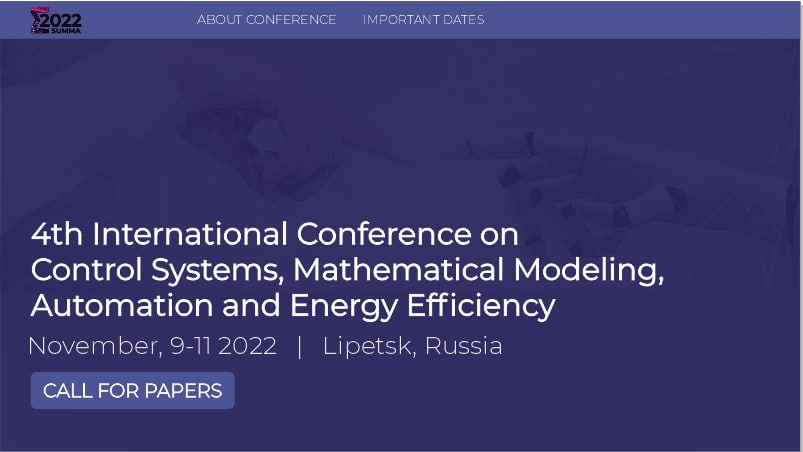 2022
SUMMA
ABOUT CONFERENCE IMPORTANT DATES
4th International Conference on
Control Systems, Mathematical Modeling,
Automation and Energy Efficiency
November, 9-11 2022 | Lipetsk, Russia
CALL FOR PAPERS